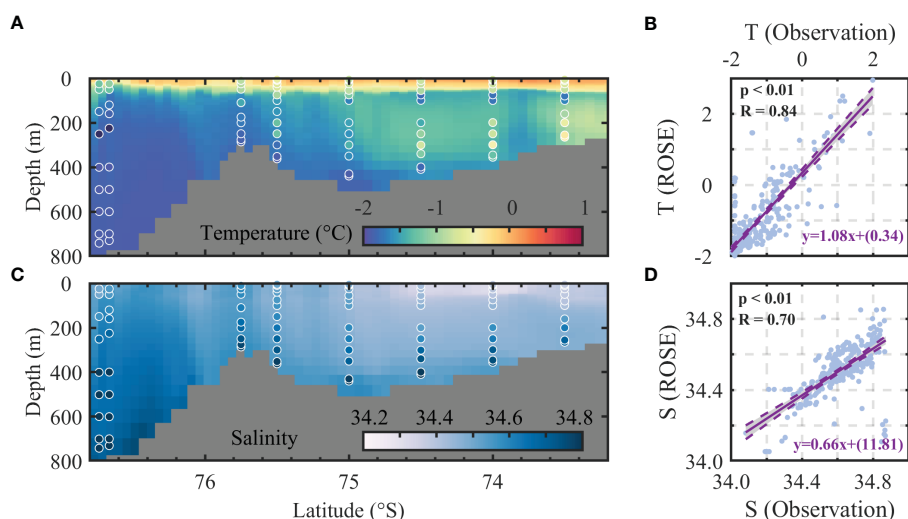 A
B
T (Observation)
-2 0 2
0
200
400
600
800
Depth (m)
-2 -1 0 1
Temperature (°C)
p < 0.01
R = 0.84
2
0
-2
T (ROSE)
y=1.08x+(0.34)
C
D
0
200
400
600
800
Depth (m)
34.2 34.4 34.6 34.8
Salinity
76 75 74
Latitude (°S)
p < 0.01
R = 0.70
34.8
34.4
34.0
S (ROSE)
y=0.66x+(11.81)
34.0 34.4 34.8
S (Observation)